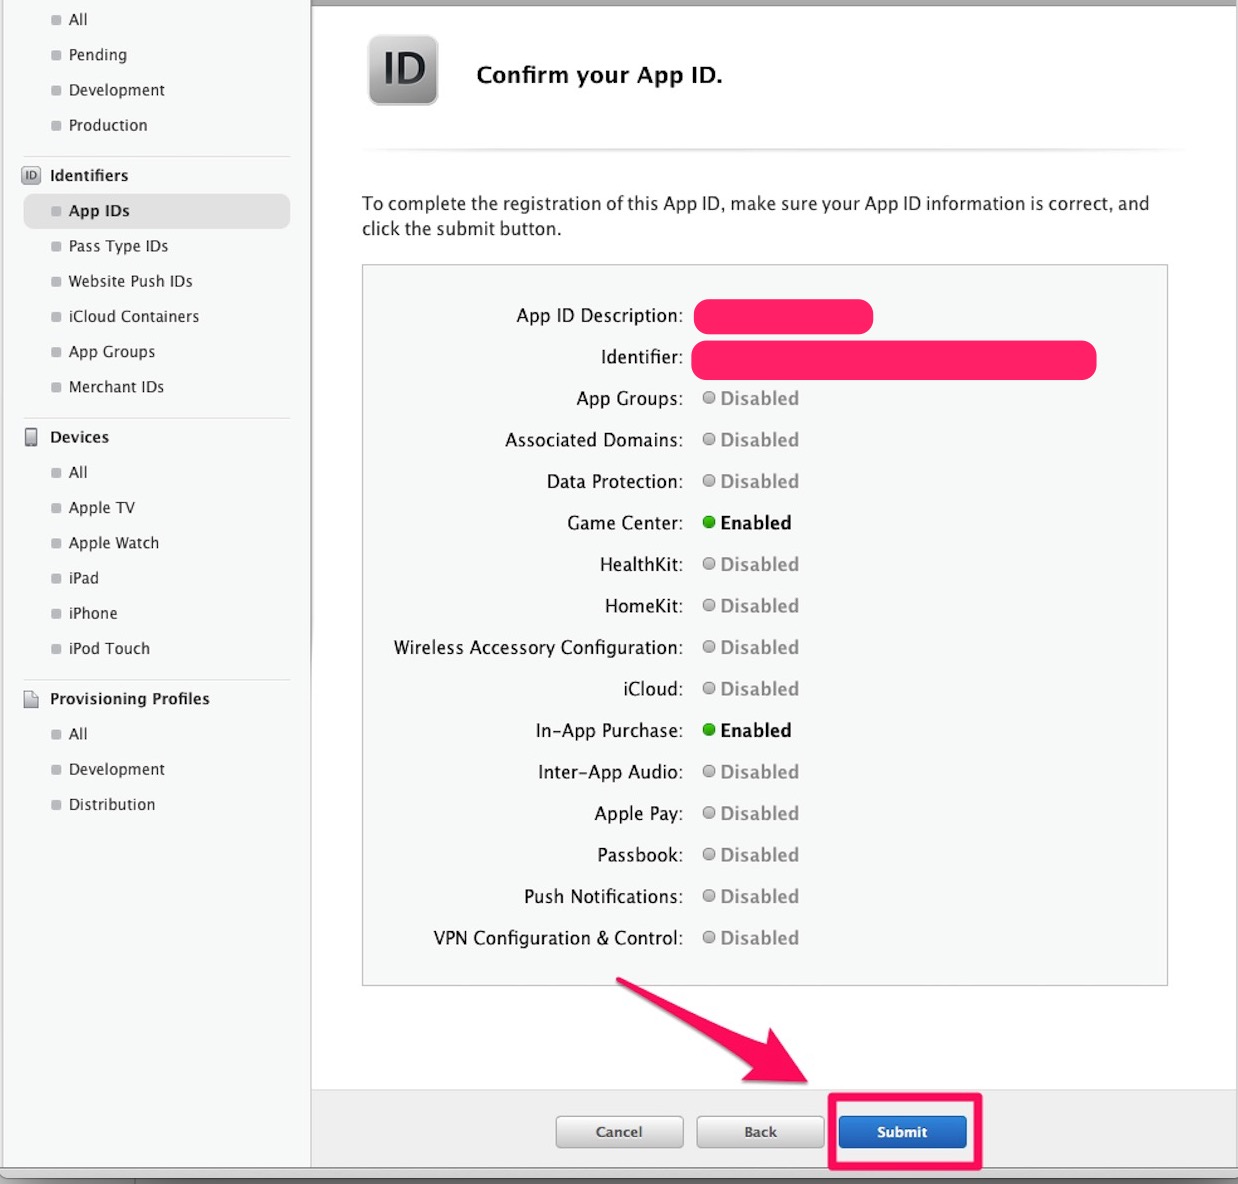 All
Pending
Development
Production
ID Identifiers
App IDs
Pass Type IDs
Website Push IDs
iCloud Containers
App Groups
Merchant IDs
Devices
All
Apple TV
Apple Watch
iPad
iPhone
iPod Touch
Provisioning Profiles
All
Development
Distribution
ID Confirm your App ID.
To complete the registration of this App ID, make sure your App ID information is correct, and
click the submit button.
App ID Description:
Identifier:
App Groups: Disabled
Associated Domains: Disabled
Data Protection: Disabled
Game Center: Enabled
HealthKit: Disabled
HomeKit: Disabled
Wireless Accessory Configuration: Disabled
iCloud: Disabled
In-App Purchase: Enabled
Inter-App Audio: Disabled
Apple Pay: Disabled
Passbook: Disabled
Push Notifications: Disabled
VPN Configuration & Control: Disabled
Cancel Back Submit